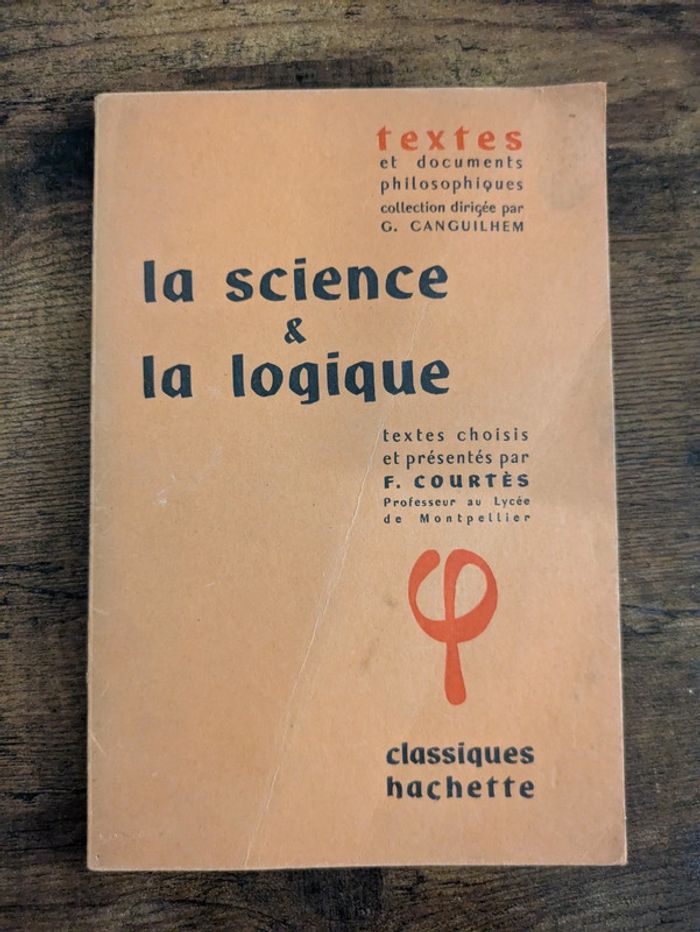 textes
et documents
philosophiques
collection dirigée par
G. CANGUILHEM
la science
&
la logique
textes choisis
et présentés par
F. COURTÈS
Professeur au Lycée
de Montpellier
φ
classiques
hachette